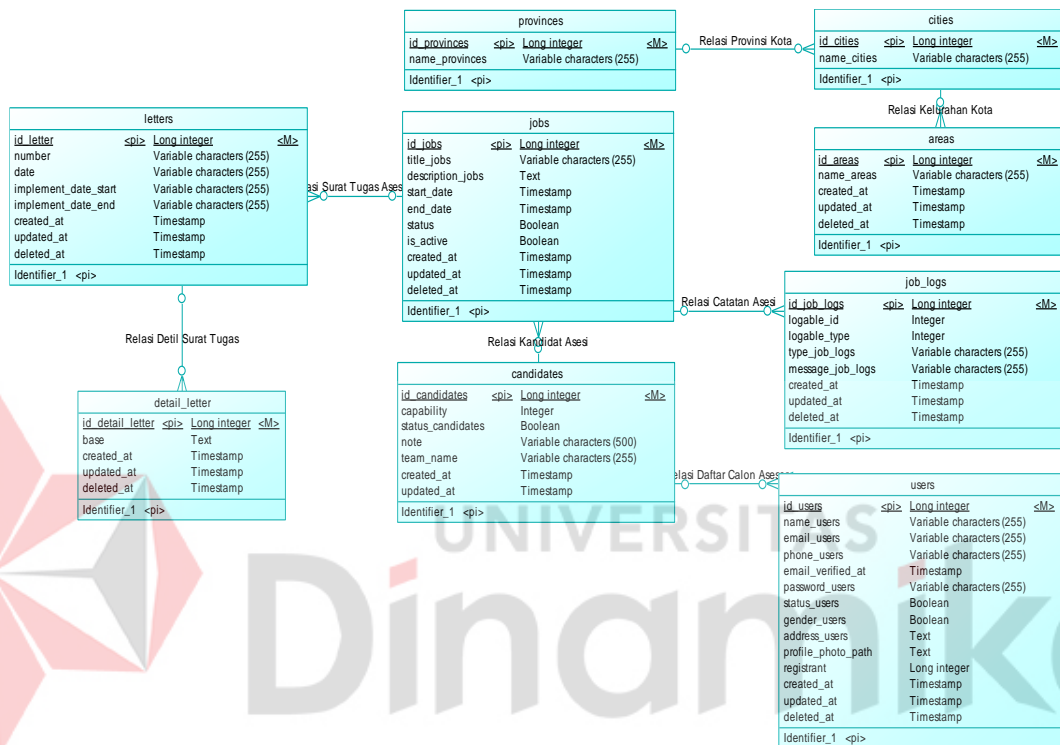 provinces
id_provinces <pi> Long integer <M>
name_provinces Variable characters (255)
Identifier_1 <pi>
Relasi Provinsi Kota
cities
id_cities <pi> Long integer <M>
name_cities Variable characters (255)
Identifier_1 <pi>
Relasi Kelurahan Kota
areas
id_areas <pi> Long integer <M>
name_areas Variable characters (255)
created_at Timestamp
updated_at Timestamp
deleted_at Timestamp
Identifier_1 <pi>
letters
id_letter <pi> Long integer <M>
number Variable characters (255)
date Variable characters (255)
implement_date_start Variable characters (255)
implement_date_end Variable characters (255)
created_at Timestamp
updated_at Timestamp
deleted_at Timestamp
Identifier_1 <pi>
Surat Tugas Ases
jobs
id_jobs <pi> Long integer <M>
title_jobs Variable characters (255)
description_jobs Text
start_date Timestamp
end_date Timestamp
status Boolean
is_active Boolean
created_at Timestamp
updated_at Timestamp
deleted_at Timestamp
Identifier_1 <pi>
Relasi Catatan Asesi
job_logs
id_job_logs <pi> Long integer <M>
logable_id Integer
logable_type Integer
type_job_logs Variable characters (255)
message_job_logs Variable characters (255)
created_at Timestamp
updated_at Timestamp
deleted_at Timestamp
Identifier_1 <pi>
Relasi Detil Surat Tugas
Relasi Kandidat Asesi
detail_letter
id_detail_letter <pi> Long integer <M>
base Text
created_at Timestamp
updated_at Timestamp
deleted_at Timestamp
Identifier_1 <pi>
candidates
id_candidates <pi> Long integer <M>
capability Integer
status_candidates Boolean
note Variable characters (500)
team_name Variable characters (255)
created_at Timestamp
updated_at Timestamp
Identifier_1 <pi>
elasi Daftar Calon Aseso
users
id_users <pi> Long integer <M>
name_users Variable characters (255)
email_users Variable characters (255)
phone_users Variable characters (255)
email_verified_at Timestamp
password_users Variable characters (255)
status_users Boolean
gender_users Boolean
address_users Text
profile_photo_path Text
registrant Long integer
created_at Timestamp
updated_at Timestamp
deleted_at Timestamp
Identifier_1 <pi>
UNIVERSITAS
Dinamika